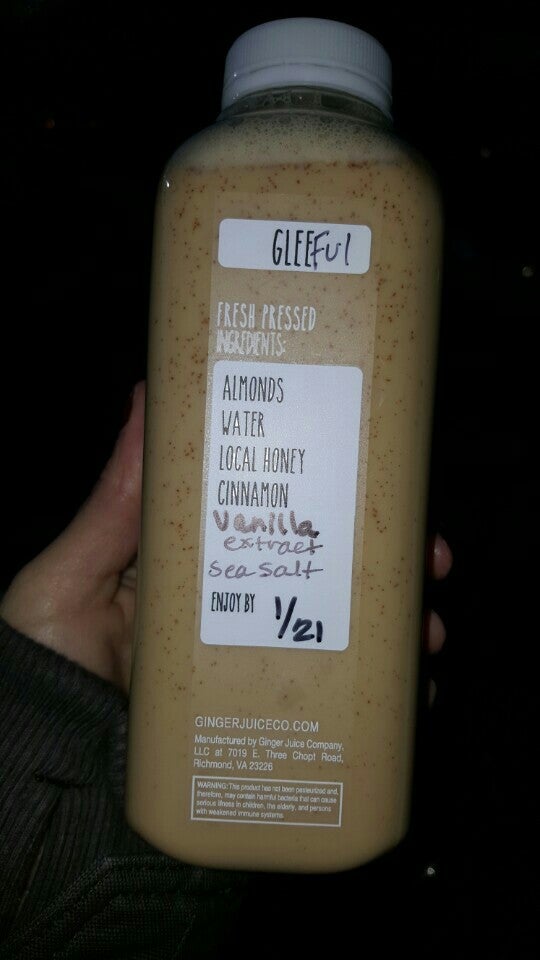 GLEEFul
FRESH PRESSED
INGREDIENTS:
ALMONDS
WATER
LOCAL HONEY
CINNAMON
Vanilla
extract
sea salt
ENJOY BY 1/21
GINGERJUICECO.COM
Manufactured by Ginger Juice Company,
LLC at 7019 E. Three Chopt Road,
Richmond, VA 23226
WARNING: This product has not been pasteurized and,
therefore, may contain harmful bacteria that can cause
serious illness in children, the elderly, and persons
with weakened immune systems